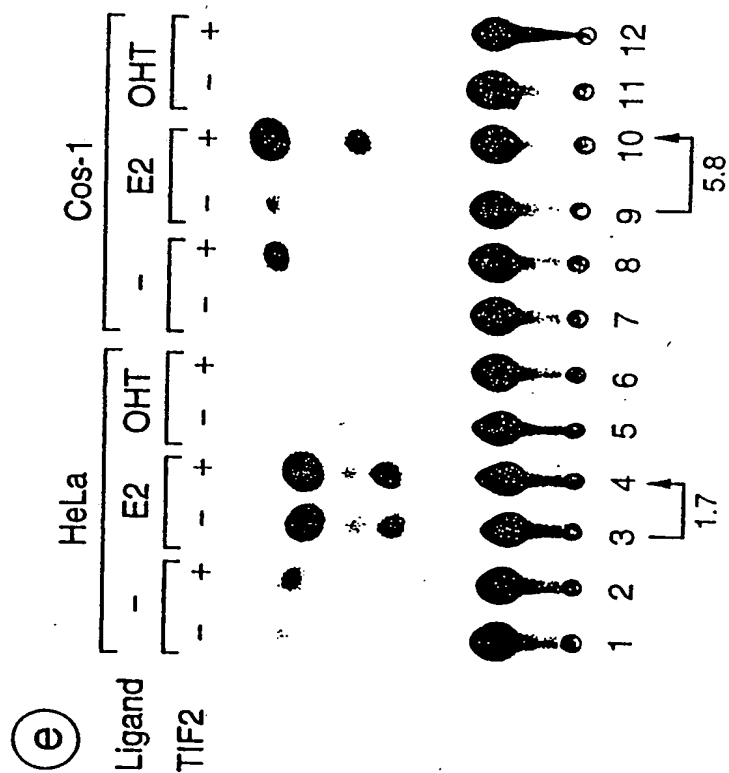 e
HeLa Cos-1
Ligand - E2 OHT - E2 OHT
TIF2 - + - + - + - + - + - +
1 2 3 4 5 6 7 8 9 10 11 12
1.7 5.8